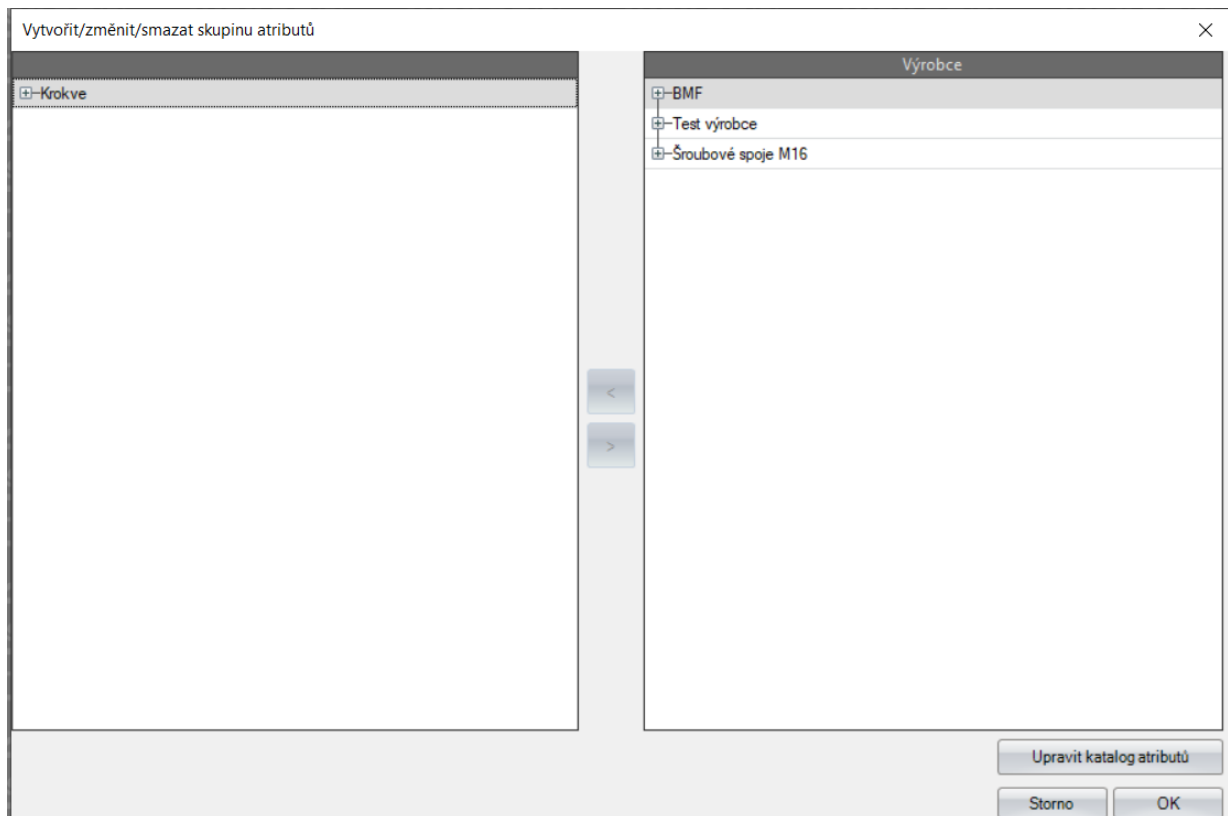 Vytvořit/změnit/smazat skupinu atributů
Krokve
Výrobce
BMF
Test výrobce
Šroubové spoje M16
<
>
Upravit katalog atributů
Storno
OK